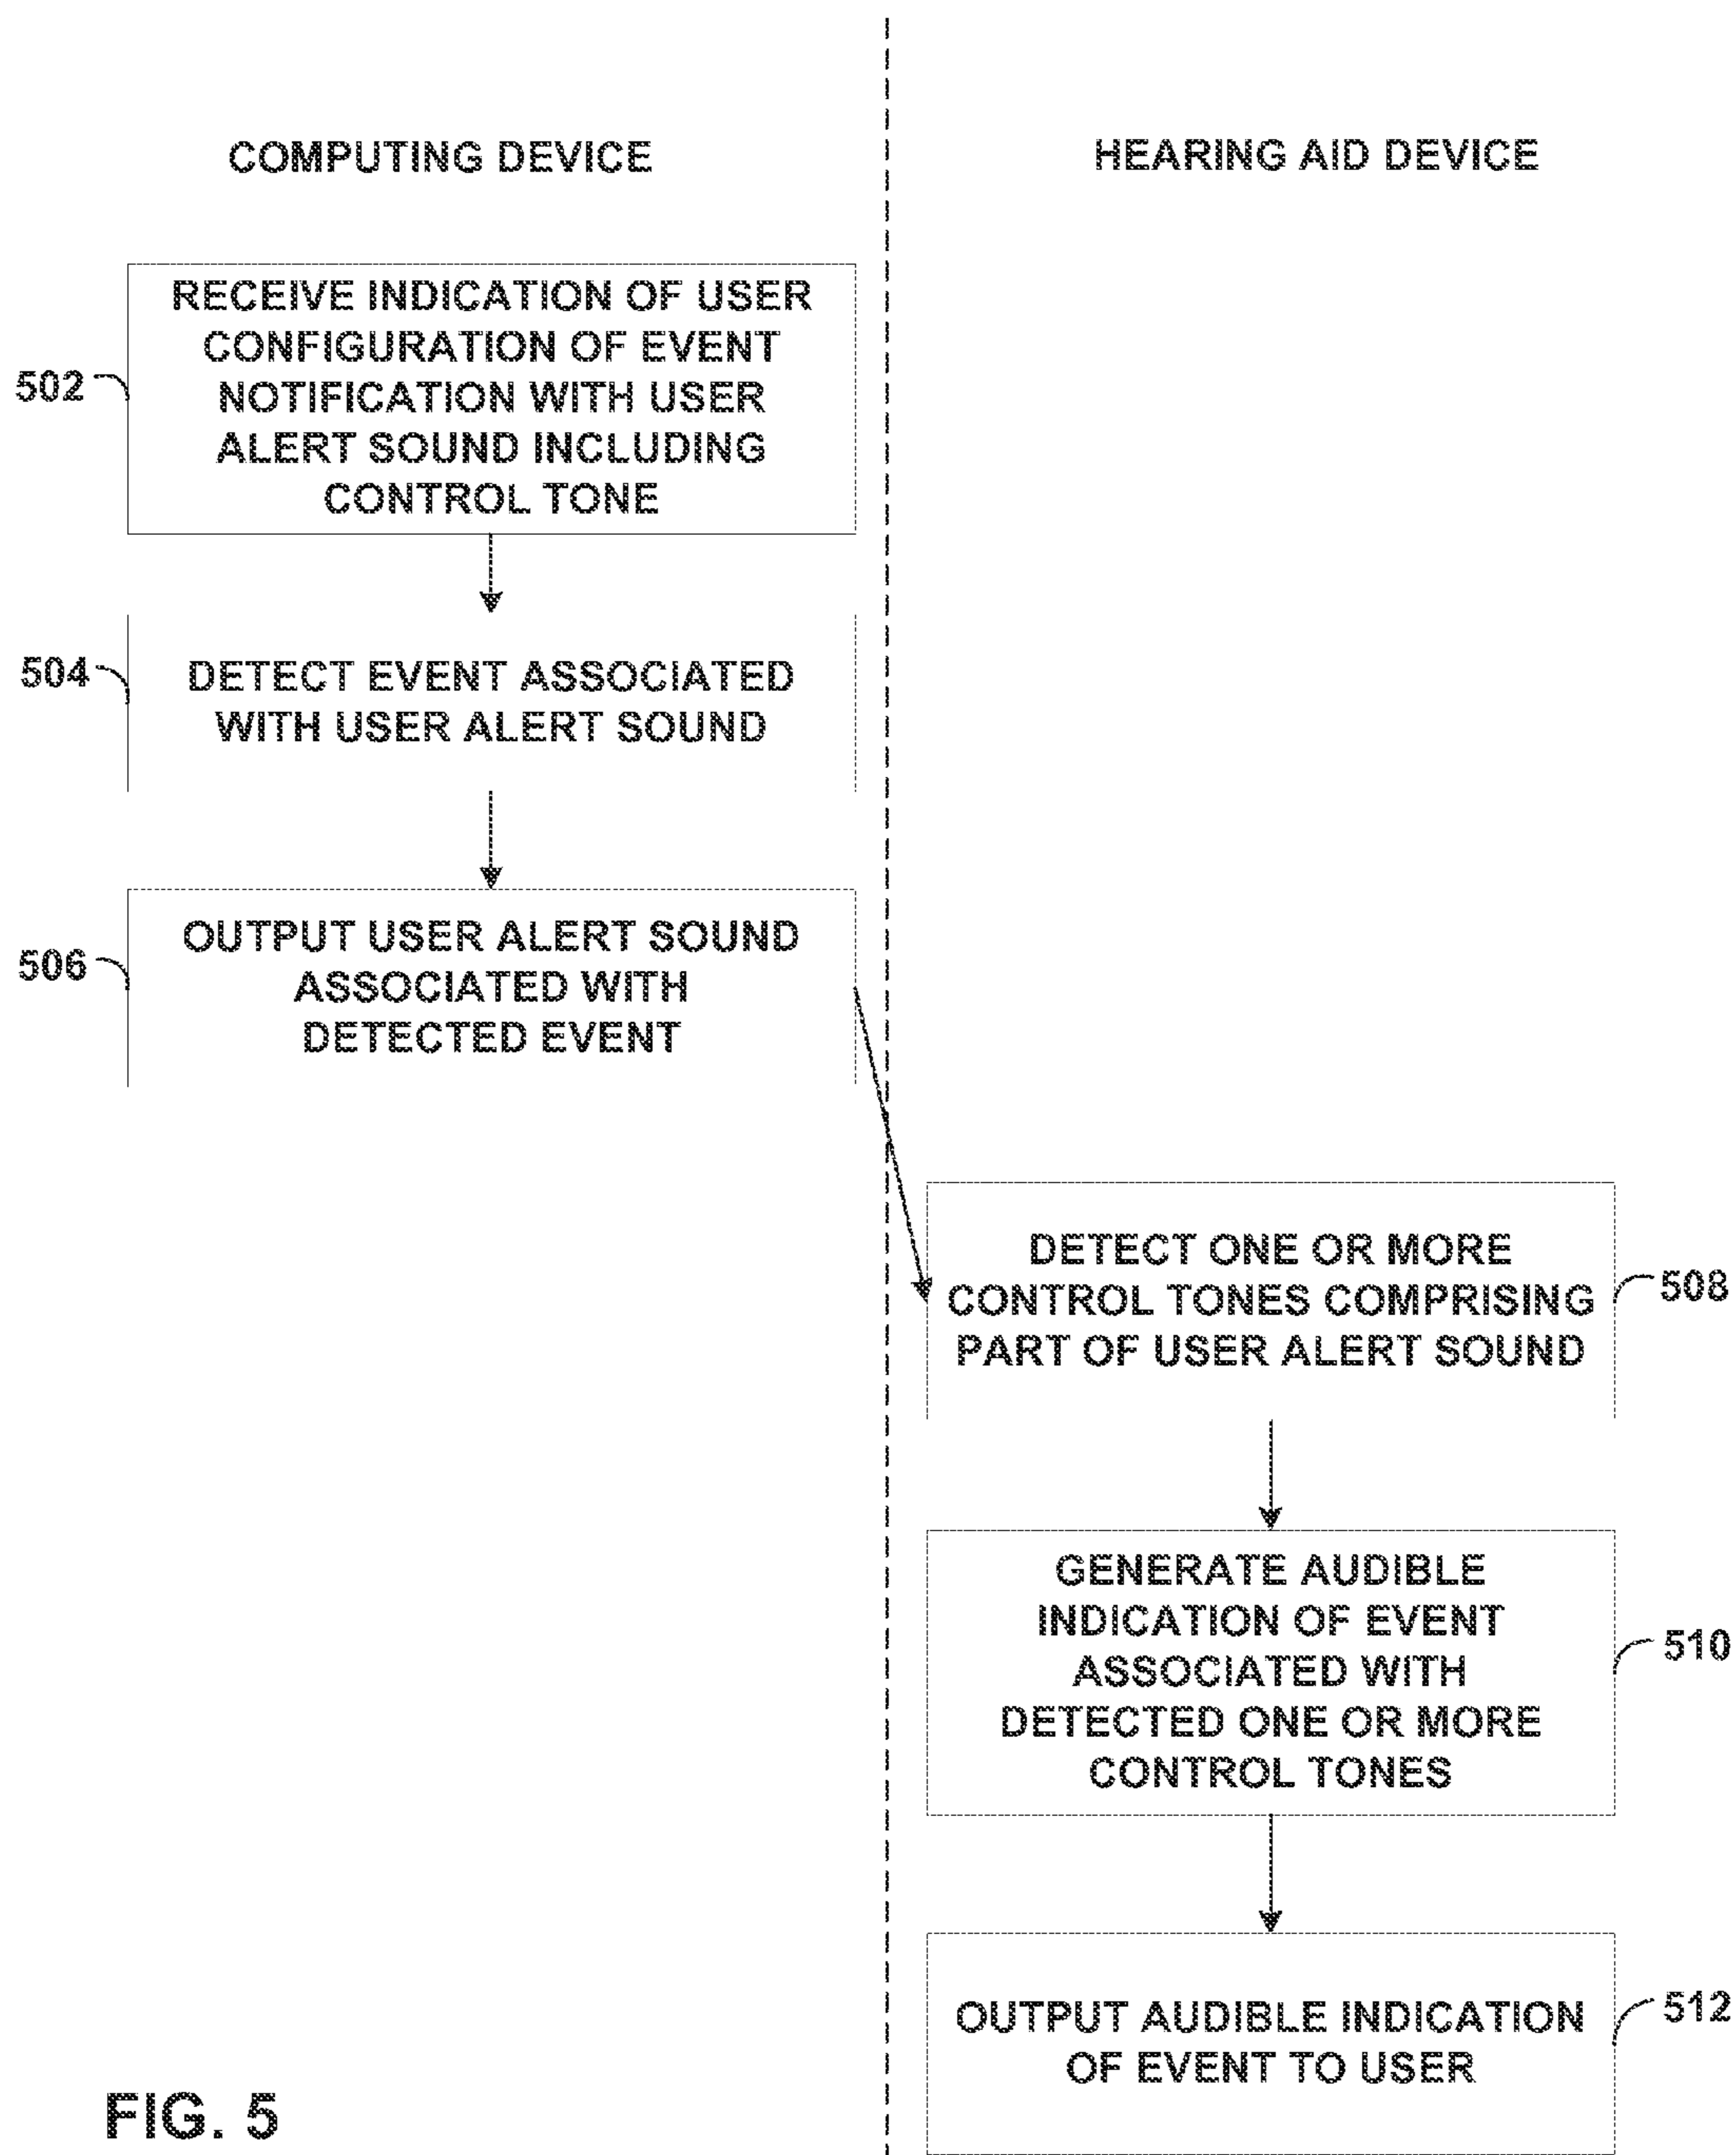 COMPUTING DEVICE
HEARING AID DEVICE
502
RECEIVE INDICATION OF USER
CONFIGURATION OF EVENT
NOTIFICATION WITH USER
ALERT SOUND INCLUDING
CONTROL TONE
504
DETECT EVENT ASSOCIATED
WITH USER ALERT SOUND
506
OUTPUT USER ALERT SOUND
ASSOCIATED WITH
DETECTED EVENT
DETECT ONE OR MORE
CONTROL TONES COMPRISING
PART OF USER ALERT SOUND
508
GENERATE AUDIBLE
INDICATION OF EVENT
ASSOCIATED WITH
DETECTED ONE OR MORE
CONTROL TONES
510
OUTPUT AUDIBLE INDICATION
OF EVENT TO USER
512
FIG. 5